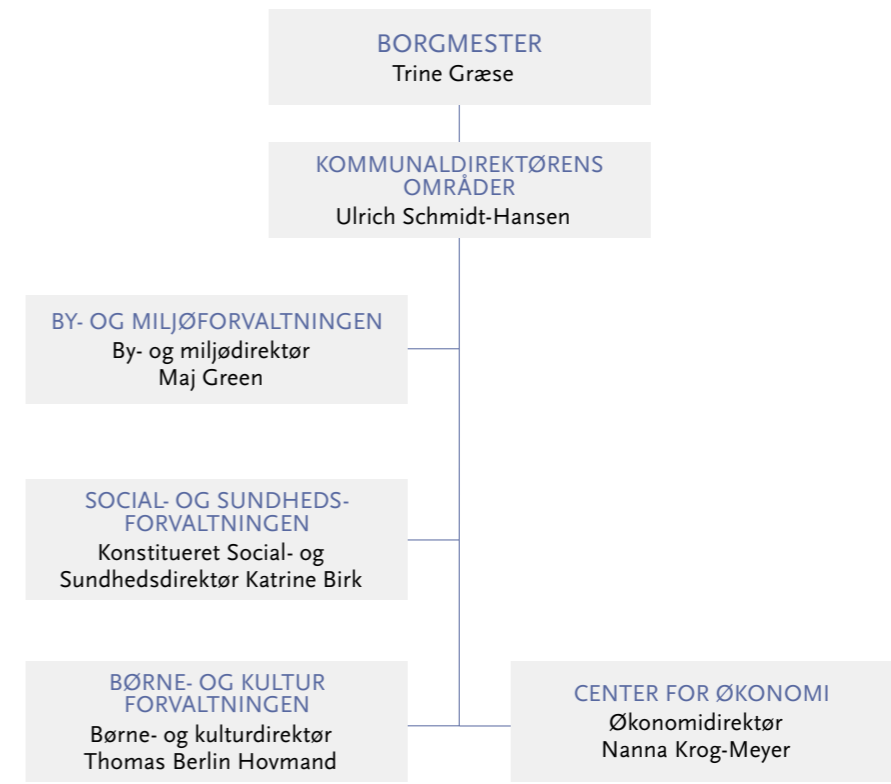 BORGMESTER
Trine Græse
KOMMUNALDIREKTØRENS
OMRÅDER
Ulrich Schmidt-Hansen
BY- OG MILJØFORVALTNINGEN
By- og miljødirektør
Maj Green
SOCIAL- OG SUNDHEDS-
FORVALTNINGEN
Konstitueret Social- og
Sundhedsdirektør Katrine Birk
BØRNE- OG KULTUR
FORVALTNINGEN
Børne- og kulturdirektør
Thomas Berlin Hovmand
CENTER FOR ØKONOMI
Økonomidirektør
Nanna Krog-Meyer